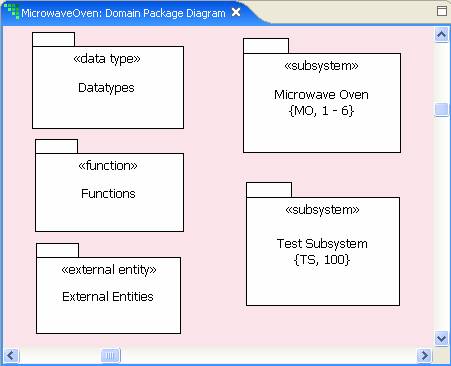 MicrowaveOven: Domain Package Diagram
«data type»
Datatypes
«subsystem»
Microwave Oven
{MO, 1 - 6}
«function»
Functions
«subsystem»
Test Subsystem
{TS, 100}
«external entity»
External Entities